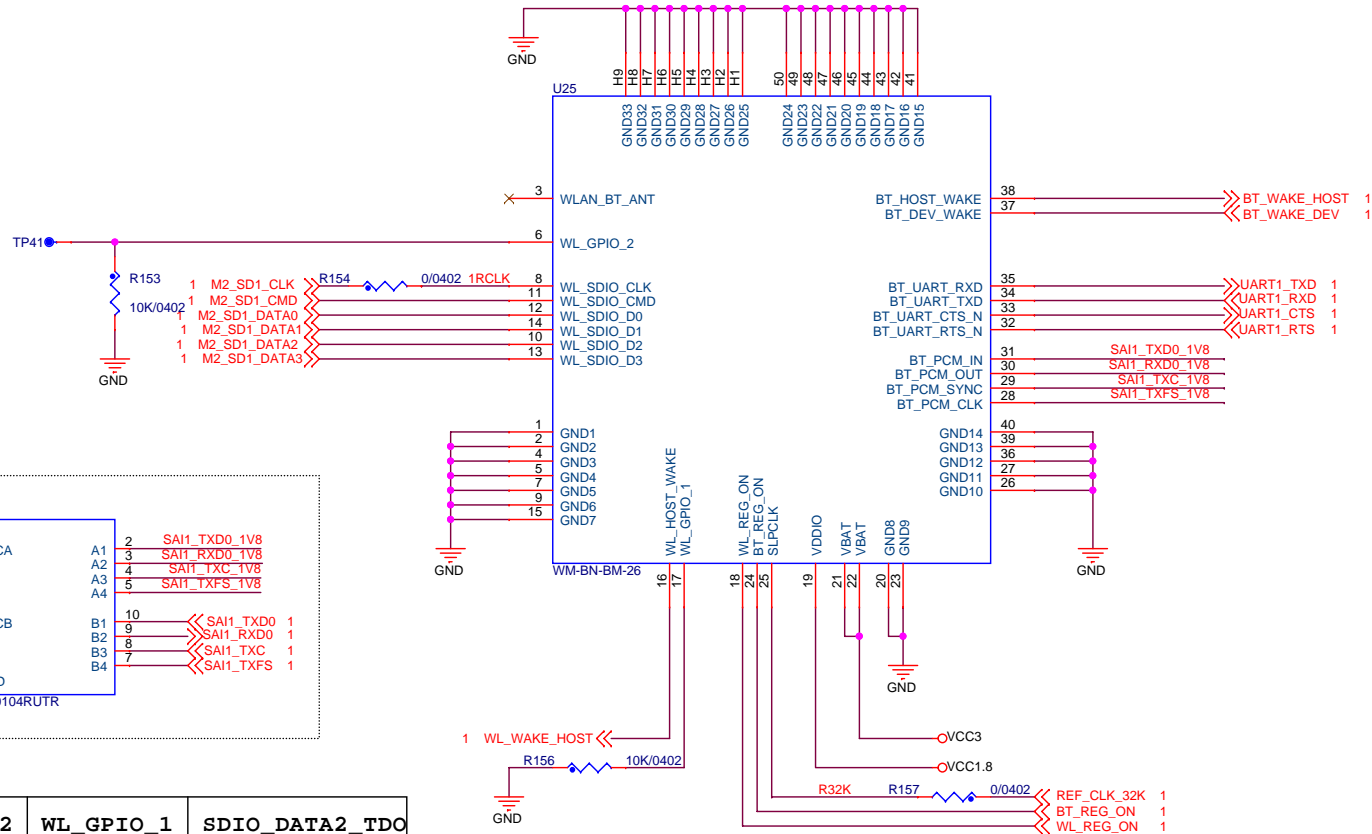 GND
H9 H8 H7 H6 H5 H4 H3 H2 H1 50 49 48 47 46 45 44 43 42 41
U25
GND33 GND32 GND31 GND30 GND29 GND28 GND27 GND26 GND25 GND24 GND23 GND22 GND21 GND20 GND19 GND18 GND17 GND16 GND15
3 WLAN_BT_ANT
BT_HOST_WAKE 38 BT_WAKE_HOST 1
BT_DEV_WAKE 37 BT_WAKE_DEV 1
TP41 6 WL_GPIO_2
R153
10K/0402
GND
1 M2_SD1_CLK R154 0/0402 1RCLK 8 WL_SDIO_CLK
1 M2_SD1_CMD 11 WL_SDIO_CMD
1 M2_SD1_DATA0 12 WL_SDIO_D0
1 M2_SD1_DATA1 14 WL_SDIO_D1
1 M2_SD1_DATA2 10 WL_SDIO_D2
1 M2_SD1_DATA3 13 WL_SDIO_D3
BT_UART_RXD 35 UART1_TXD 1
BT_UART_TXD 34 UART1_RXD 1
BT_UART_CTS_N 33 UART1_CTS 1
BT_UART_RTS_N 32 UART1_RTS 1
BT_PCM_IN 31 SAI1_TXD0_1V8
BT_PCM_OUT 30 SAI1_RXD0_1V8
BT_PCM_SYNC 29 SAI1_TXC_1V8
BT_PCM_CLK 28 SAI1_TXFS_1V8
1 GND1
2 GND2
4 GND3
5 GND4
7 GND5
9 GND6
15 GND7
GND
GND14 40
GND13 39
GND12 36
GND11 27
GND10 26
GND
WL_HOST_WAKE WL_GPIO_1 WL_REG_ON BT_REG_ON SLPCLK VDDIO VBAT VBAT GND8 GND9
WM-BN-BM-26
16 17 18 24 25 19 21 22 20 23
GND
CA
A1 2 SAI1_TXD0_1V8
A2 3 SAI1_RXD0_1V8
A3 4 SAI1_TXC_1V8
A4 5 SAI1_TXFS_1V8
CB
B1 10 SAI1_TXD0 1
B2 9 SAI1_RXD0 1
B3 8 SAI1_TXC 1
B4 7 SAI1_TXFS 1
D
0104RUTR
1 WL_WAKE_HOST
R156 10K/0402
GND
VCC3
VCC1.8
R32K R157 0/0402 REF_CLK_32K 1
BT_REG_ON 1
WL_REG_ON 1
2 WL_GPIO_1 SDIO_DATA2_TDO